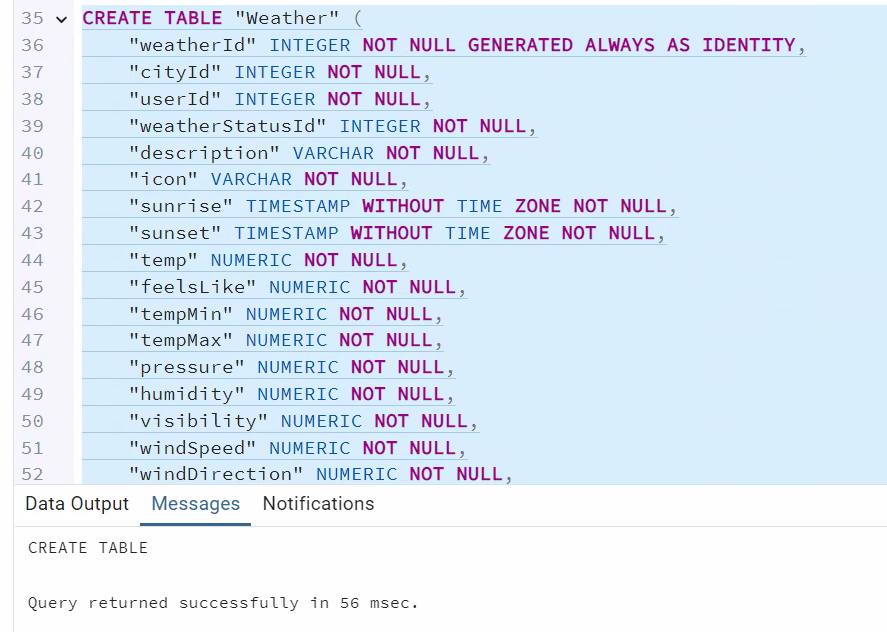 35 CREATE TABLE "Weather" (
36 "weatherId" INTEGER NOT NULL GENERATED ALWAYS AS IDENTITY,
37 "cityId" INTEGER NOT NULL,
38 "userId" INTEGER NOT NULL,
39 "weatherStatusId" INTEGER NOT NULL,
40 "description" VARCHAR NOT NULL,
41 "icon" VARCHAR NOT NULL,
42 "sunrise" TIMESTAMP WITHOUT TIME ZONE NOT NULL,
43 "sunset" TIMESTAMP WITHOUT TIME ZONE NOT NULL,
44 "temp" NUMERIC NOT NULL,
45 "feelsLike" NUMERIC NOT NULL,
46 "tempMin" NUMERIC NOT NULL,
47 "tempMax" NUMERIC NOT NULL,
48 "pressure" NUMERIC NOT NULL,
49 "humidity" NUMERIC NOT NULL,
50 "visibility" NUMERIC NOT NULL,
51 "windSpeed" NUMERIC NOT NULL,
52 "windDirection" NUMERIC NOT NULL,
Data Output Messages Notifications
CREATE TABLE
Query returned successfully in 56 msec.